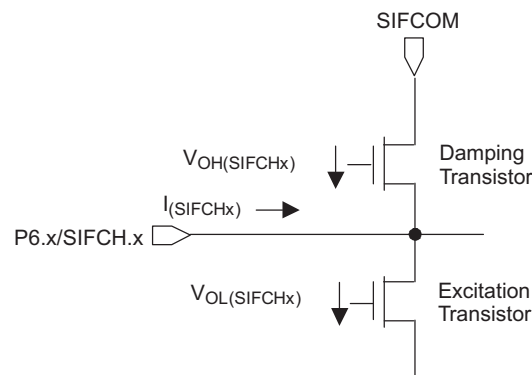 SIFCOM
VOH(SIFCHx)
Damping
Transistor
I(SIFCHx)
P6.x/SIFCH.x
VOL(SIFCHx)
Excitation
Transistor